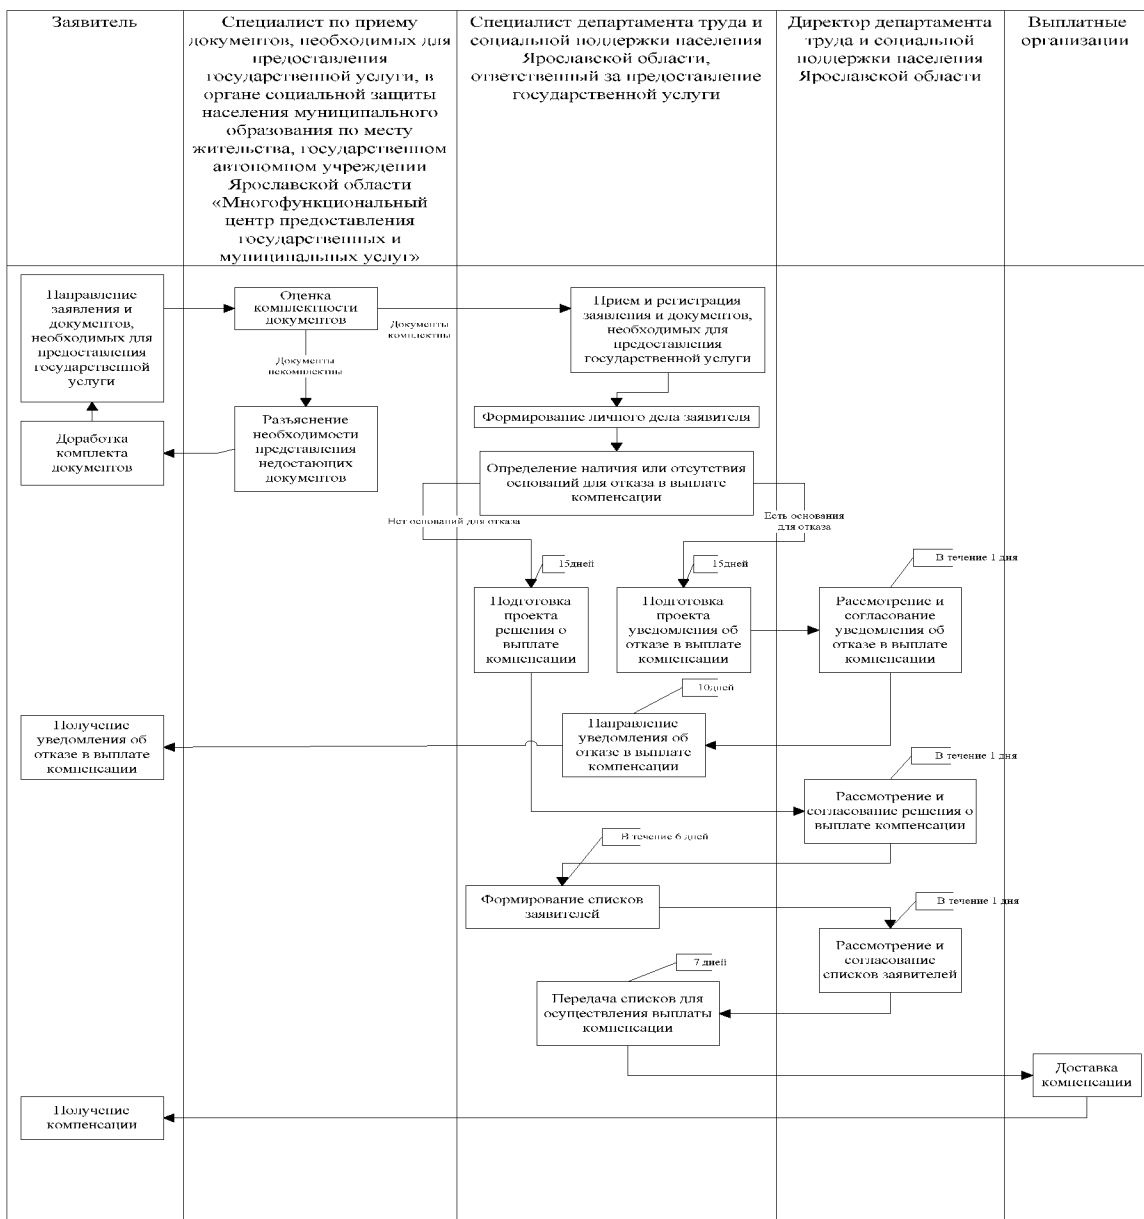 Заявитель
Специалист по приему
документов, необходимых для
предоставления
государственной услуги, в
органе социальной защиты
населения муниципального
образования по месту
жительства, государственном
автономном учреждении
Ярославской области
«Многофункциональный
центр предоставления
государственных и
муниципальных услуг»
Специалист департамента труда и
социальной поддержки населения
Ярославской области,
ответственный за предоставление
государственной услуги
Директор департамента
труда и социальной
поддержки населения
Ярославской области
Выплатные
организации
Направление
заявления и
документов,
необходимых для
предоставления
государственной
услуги
Оценка
комплектности
документов
Документы
комплектны
Прием и регистрация
заявления и документов,
необходимых для
предоставления
государственной услуги
Документы
некомплектны
Доработка
комплекта
документов
Разъяснение
необходимости
представления
недостающих
документов
Формирование личного дела заявителя
Определение наличия или отсутствия
оснований для отказа в выплате
компенсации
Нет оснований для отказа
Есть основания
для отказа
15дней
15дней
В течение 1 дня
Подготовка
проекта
решения о
выплате
компенсации
Подготовка
проекта
уведомления об
отказе в выплате
компенсации
Рассмотрение и
согласование
уведомления об
отказе в выплате
компенсации
10дней
Получение
уведомления об
отказе в выплате
компенсации
Направление
уведомления об
отказе в выплате
компенсации
В течение 1 дня
Рассмотрение и
согласование решения о
выплате компенсации
В течение 6 дней
Формирование списков
заявителей
В течение 1 дня
Рассмотрение и
согласование
списков заявителей
7 дней
Передача списков для
осуществления выплаты
компенсации
Доставка
компенсации
Получение
компенсации